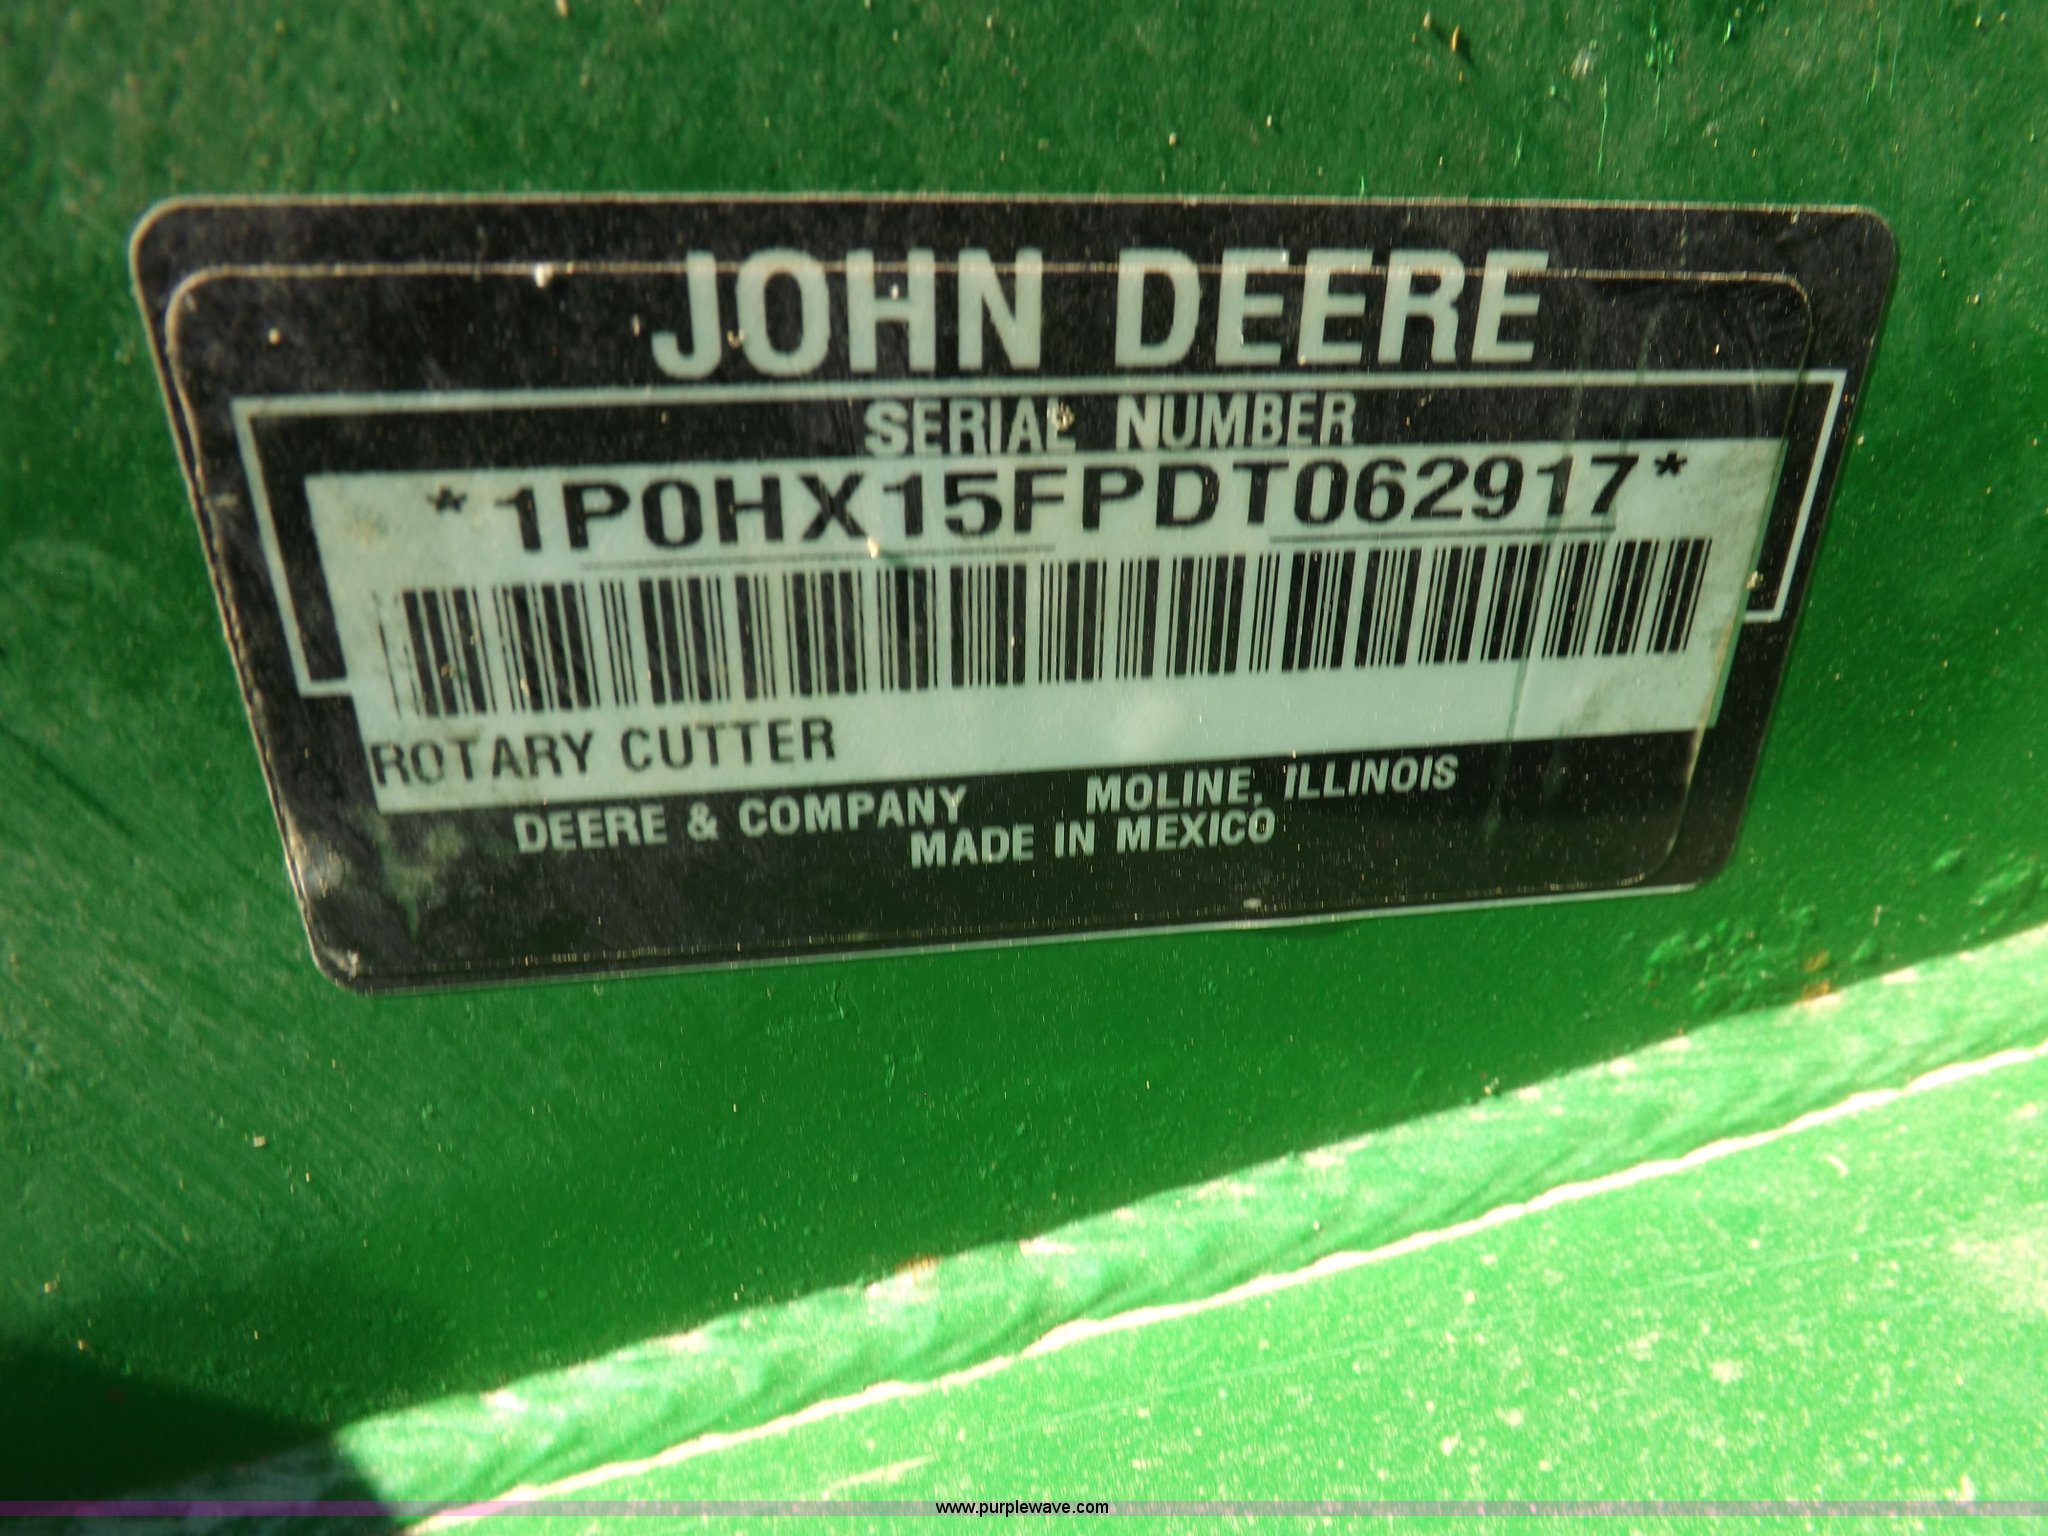 JOHN DEERE
SERIAL NUMBER
*1P0HX15FPDT062917*
ROTARY CUTTER
DEERE & COMPANY MOLINE, ILLINOIS
MADE IN MEXICO
www.purplewave.com